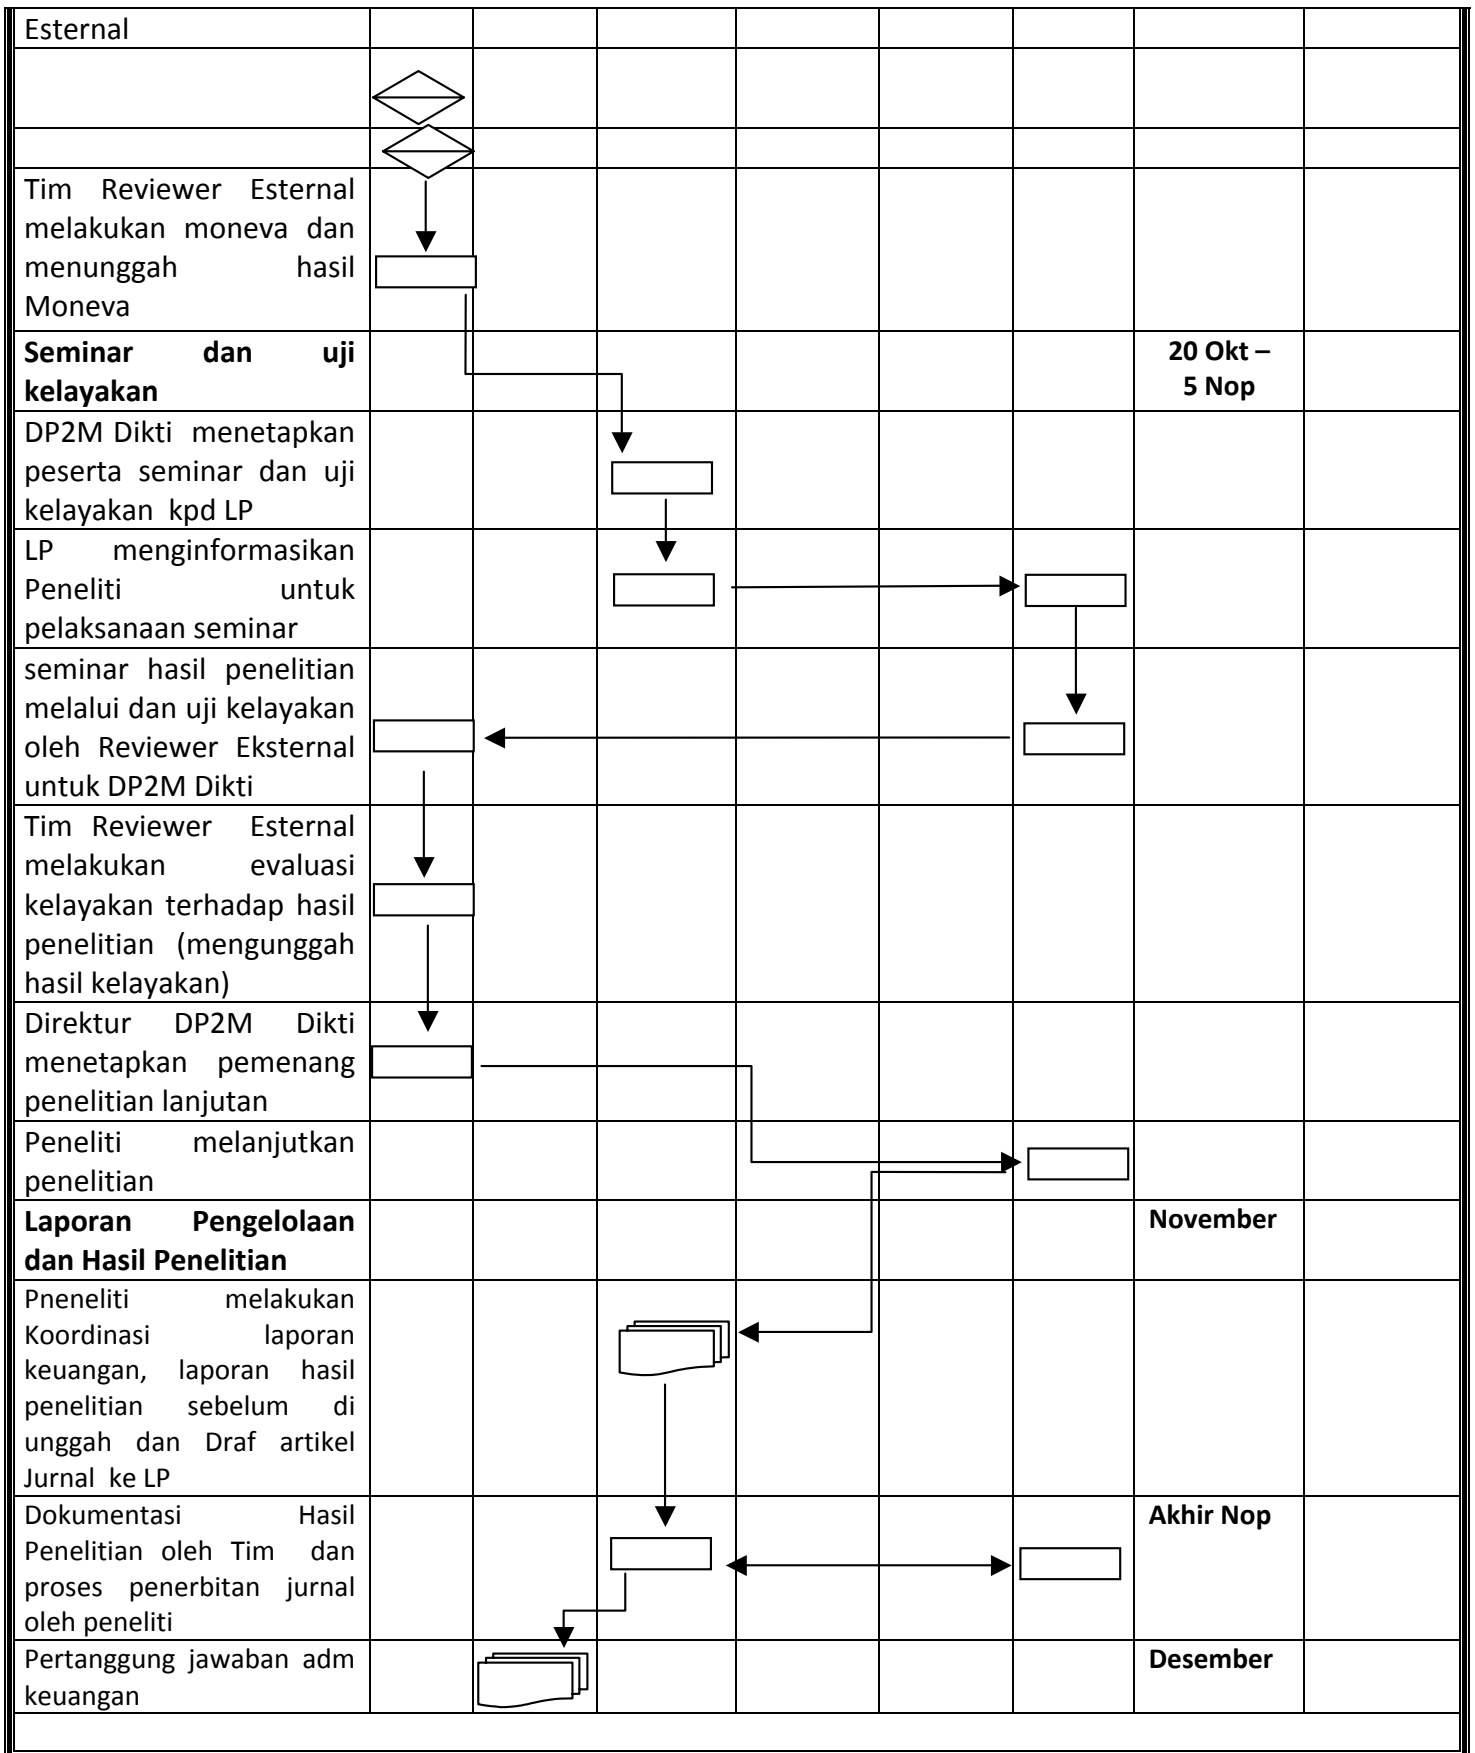 Esternal
Tim Reviewer Esternal
melakukan moneva dan
menunggah hasil
Moneva
Seminar dan uji
kelayakan
20 Okt –
5 Nop
DP2M Dikti menetapkan
peserta seminar dan uji
kelayakan kpd LP
LP menginformasikan
Peneliti untuk
pelaksanaan seminar
seminar hasil penelitian
melalui dan uji kelayakan
oleh Reviewer Eksternal
untuk DP2M Dikti
Tim Reviewer Esternal
melakukan evaluasi
kelayakan terhadap hasil
penelitian (mengunggah
hasil kelayakan)
Direktur DP2M Dikti
menetapkan pemenang
penelitian lanjutan
Peneliti melanjutkan
penelitian
Laporan Pengelolaan
dan Hasil Penelitian
November
Pneneliti melakukan
Koordinasi laporan
keuangan, laporan hasil
penelitian sebelum di
unggah dan Draf artikel
Jurnal ke LP
Dokumentasi Hasil
Penelitian oleh Tim dan
proses penerbitan jurnal
oleh peneliti
Akhir Nop
Pertanggung jawaban adm
keuangan
Desember